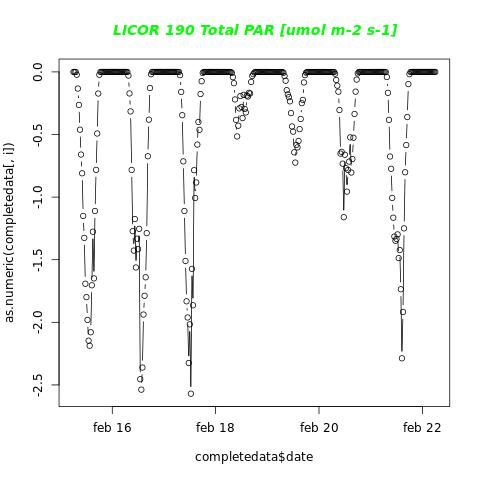 LICOR 190 Total PAR [umol m-2 s-1]
0.0
-0.5
-1.0
-1.5
-2.0
-2.5
as.numeric(completedata[, i])
feb 16 feb 18 feb 20 feb 22
completedata$date